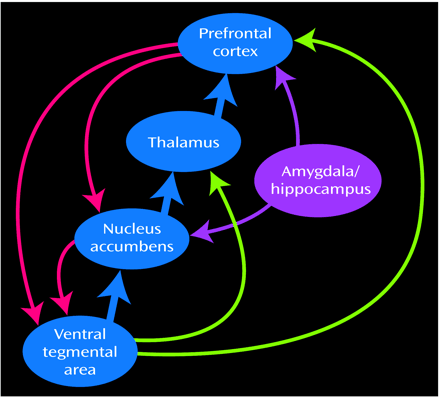 Prefrontal
cortex
Thalamus
Amygdala/
hippocampus
Nucleus
accumbens
Ventral
tegmental
area